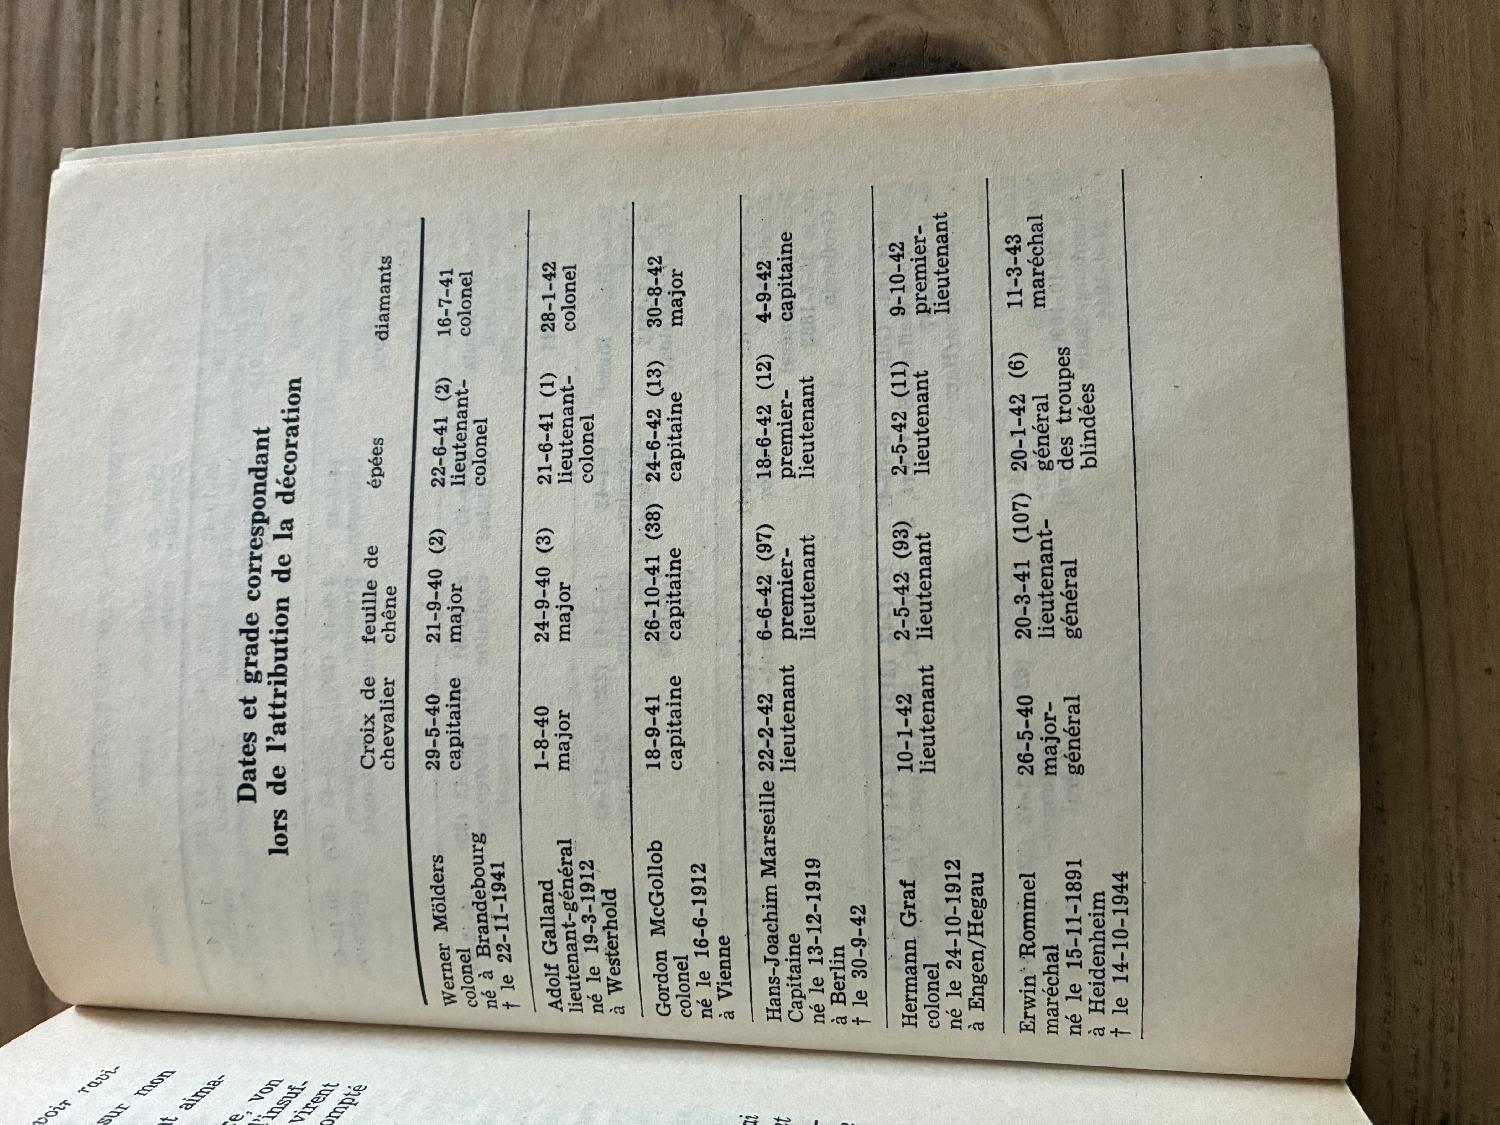 Dates et grade correspondant
lors de l'attribution de la décoration
Croix de chevalier
feuille de chêne
épées
diamants
Werner Mölders
colonel
né à Brandebourg
† le 22-11-1941
29-5-40
capitaine
21-9-40 (2)
major
22-6-41 (2)
lieutenant-
colonel
16-7-41
colonel
Adolf Galland
lieutenant-général
né le 19-3-1912
à Westerhold
1-8-40
major
24-9-40 (3)
major
21-6-41 (1)
lieutenant-
colonel
28-1-42
colonel
Gordon McGollob
colonel
né le 16-6-1912
à Vienne
18-9-41
capitaine
26-10-41 (38)
capitaine
24-6-42 (13)
capitaine
30-8-42
major
Hans-Joachim Marseille
Capitaine
né le 13-12-1919
à Berlin
† le 30-9-42
22-2-42
lieutenant
6-6-42 (97)
premier-
lieutenant
18-6-42 (12)
premier-
lieutenant
4-9-42
capitaine
Hermann Graf
colonel
né le 24-10-1912
à Engen/Hegau
10-1-42
lieutenant
2-5-42 (93)
lieutenant
2-5-42 (11)
lieutenant
9-10-42
premier-
lieutenant
Erwin Rommel
maréchal
né le 15-11-1891
à Heidenheim
† le 14-10-1944
26-5-40
major-
général
20-3-41 (107)
lieutenant-
général
20-1-42 (6)
général
des troupes
blindées
11-3-43
maréchal
voir ravi-
sur mon
t aima-
ce, von
l'insuf-
virent
ompté